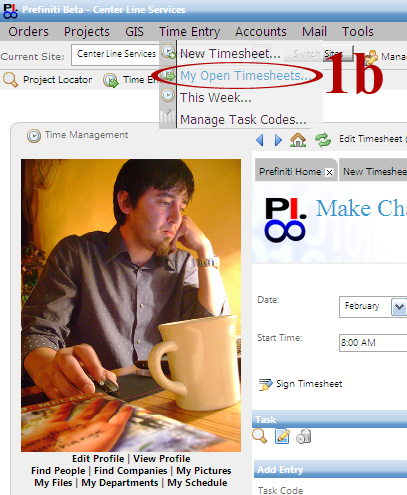 Prefiniti Beta - Center Line Services
Orders Projects GIS Time Entry Accounts Mail Tools
Current Site: Center Line Services New Timesheet... Switch Sites Mana
Project Locator Time En My Open Timesheets... 1b
This Week...
Manage Task Codes...
Time Management
Edit Timesheet (
Prefiniti Home x New Timeshee
PI. Make Cha
Date: February
Start Time: 8:00 AM
Sign Timesheet
Task
Add Entry
Task Code
Edit Profile | View Profile
Find People | Find Companies | My Pictures
My Files | My Departments | My Schedule